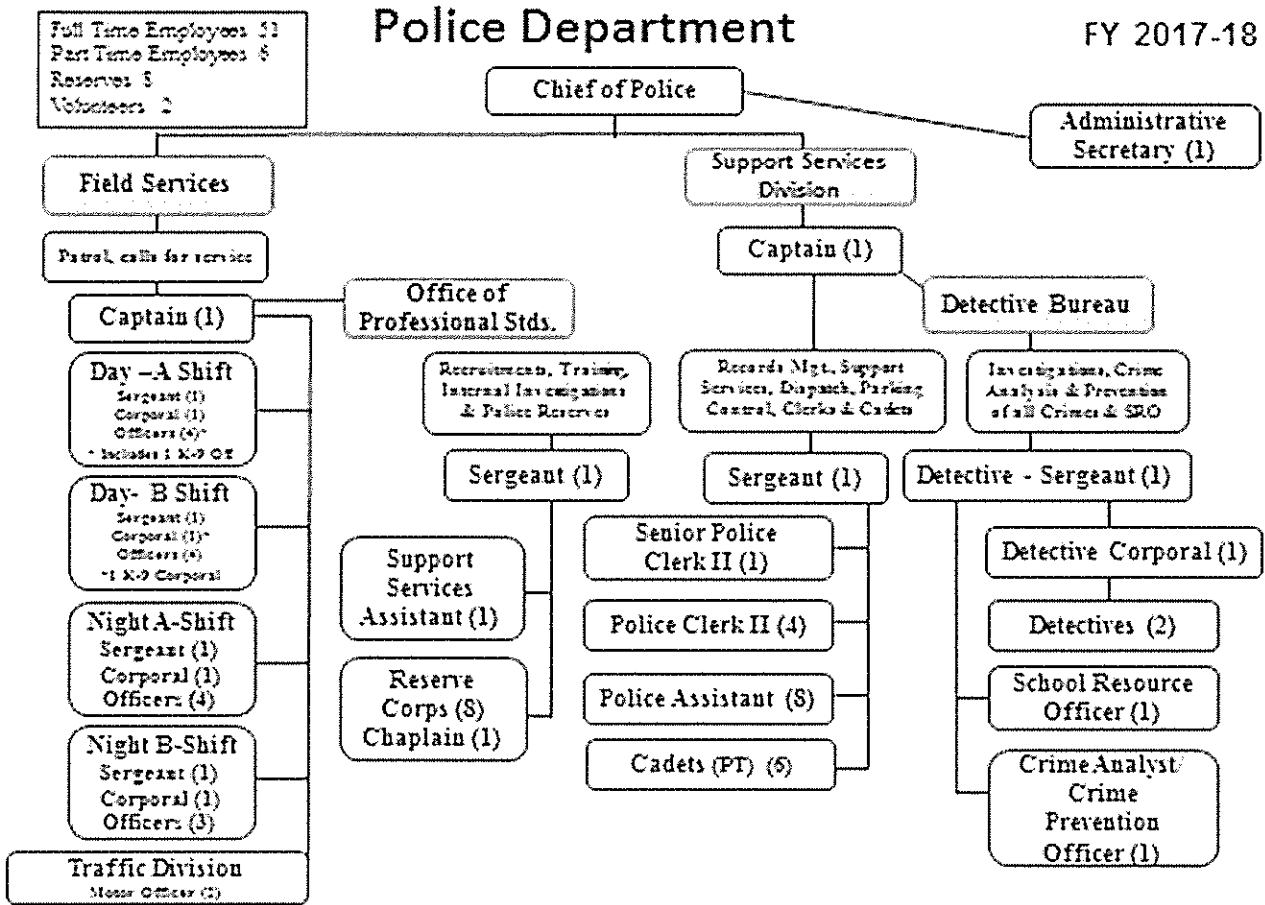 Full Time Employees 51
Part Time Employees 6
Reserves 8
Volunteers 2
Police Department
FY 2017-18
Chief of Police
Administrative
Secretary (1)
Field Services
Support Services
Division
Patrol, calls for service
Captain (1)
Captain (1)
Office of
Professional Stds.
Detective Bureau
Day –A Shift
Sergeant (1)
Corporal (1)
Officers (4)*
* Includes 1 K-9 Off
Recruitments, Training,
Internal Investigations
& Police Reserves
Records Mgt., Support
Services, Dispatch, Parking
Control, Clerks & Cadets
Investigations, Crime
Analysis & Prevention
of all Crimes & SRO
Sergeant (1)
Sergeant (1)
Detective - Sergeant (1)
Day- B Shift
Sergeant (1)
Corporal (1)*
Officers (4)
*1 K-9 Corporal
Support
Services
Assistant (1)
Senior Police
Clerk II (1)
Detective Corporal (1)
Police Clerk II (4)
Detectives (2)
Night A-Shift
Sergeant (1)
Corporal (1)
Officers (4)
Reserve
Corps (8)
Chaplain (1)
Police Assistant (8)
School Resource
Officer (1)
Night B-Shift
Sergeant (1)
Corporal (1)
Officers (3)
Cadets (PT) (6)
Crime Analyst/
Crime
Prevention
Officer (1)
Traffic Division
Motor Officer (2)